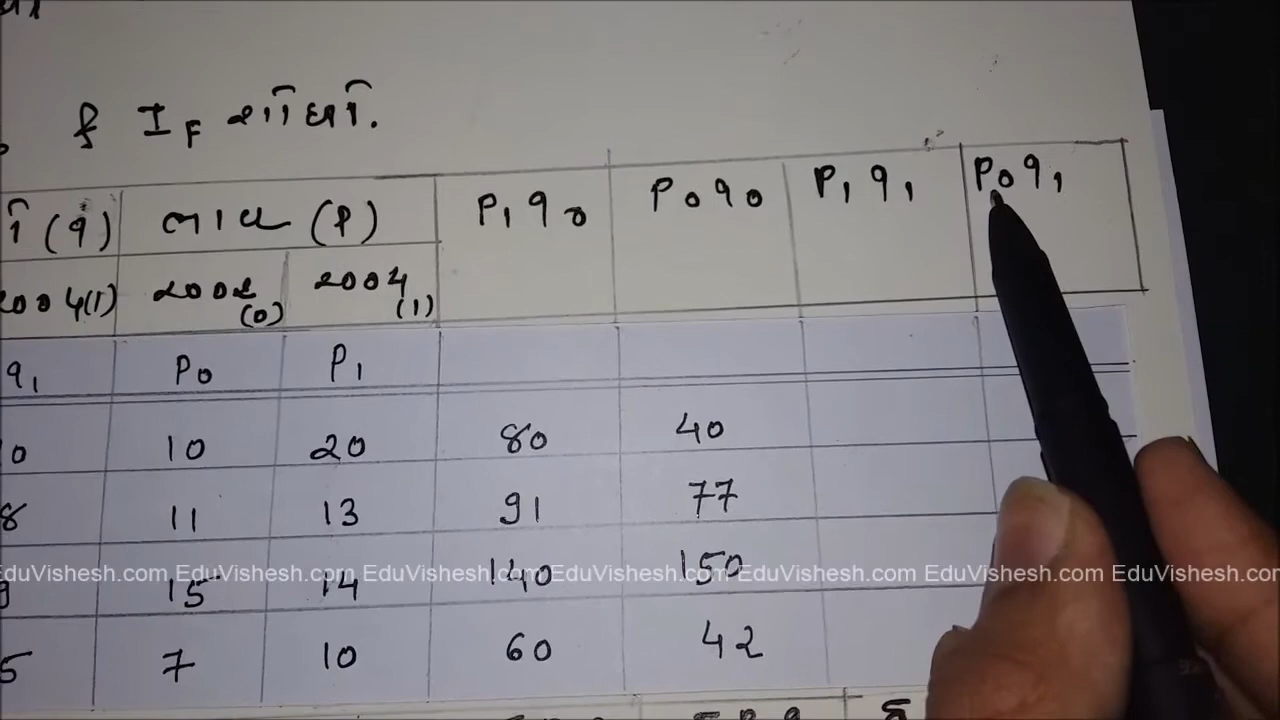 કે I_F શોધો.
(q) ભાવ (P) P₁q₀ P₀q₀ P₁q₁ P₀q₁
2004(1) 2002(0) 2004(1)
q₁ P₀ P₁
0 10 20 80 40
8 11 13 91 77
15 14 140 150
EduVishesh.com EduVishesh.com EduVishesh.com EduVishesh.com EduVishesh.com EduVishesh.com
5 7 10 60 42